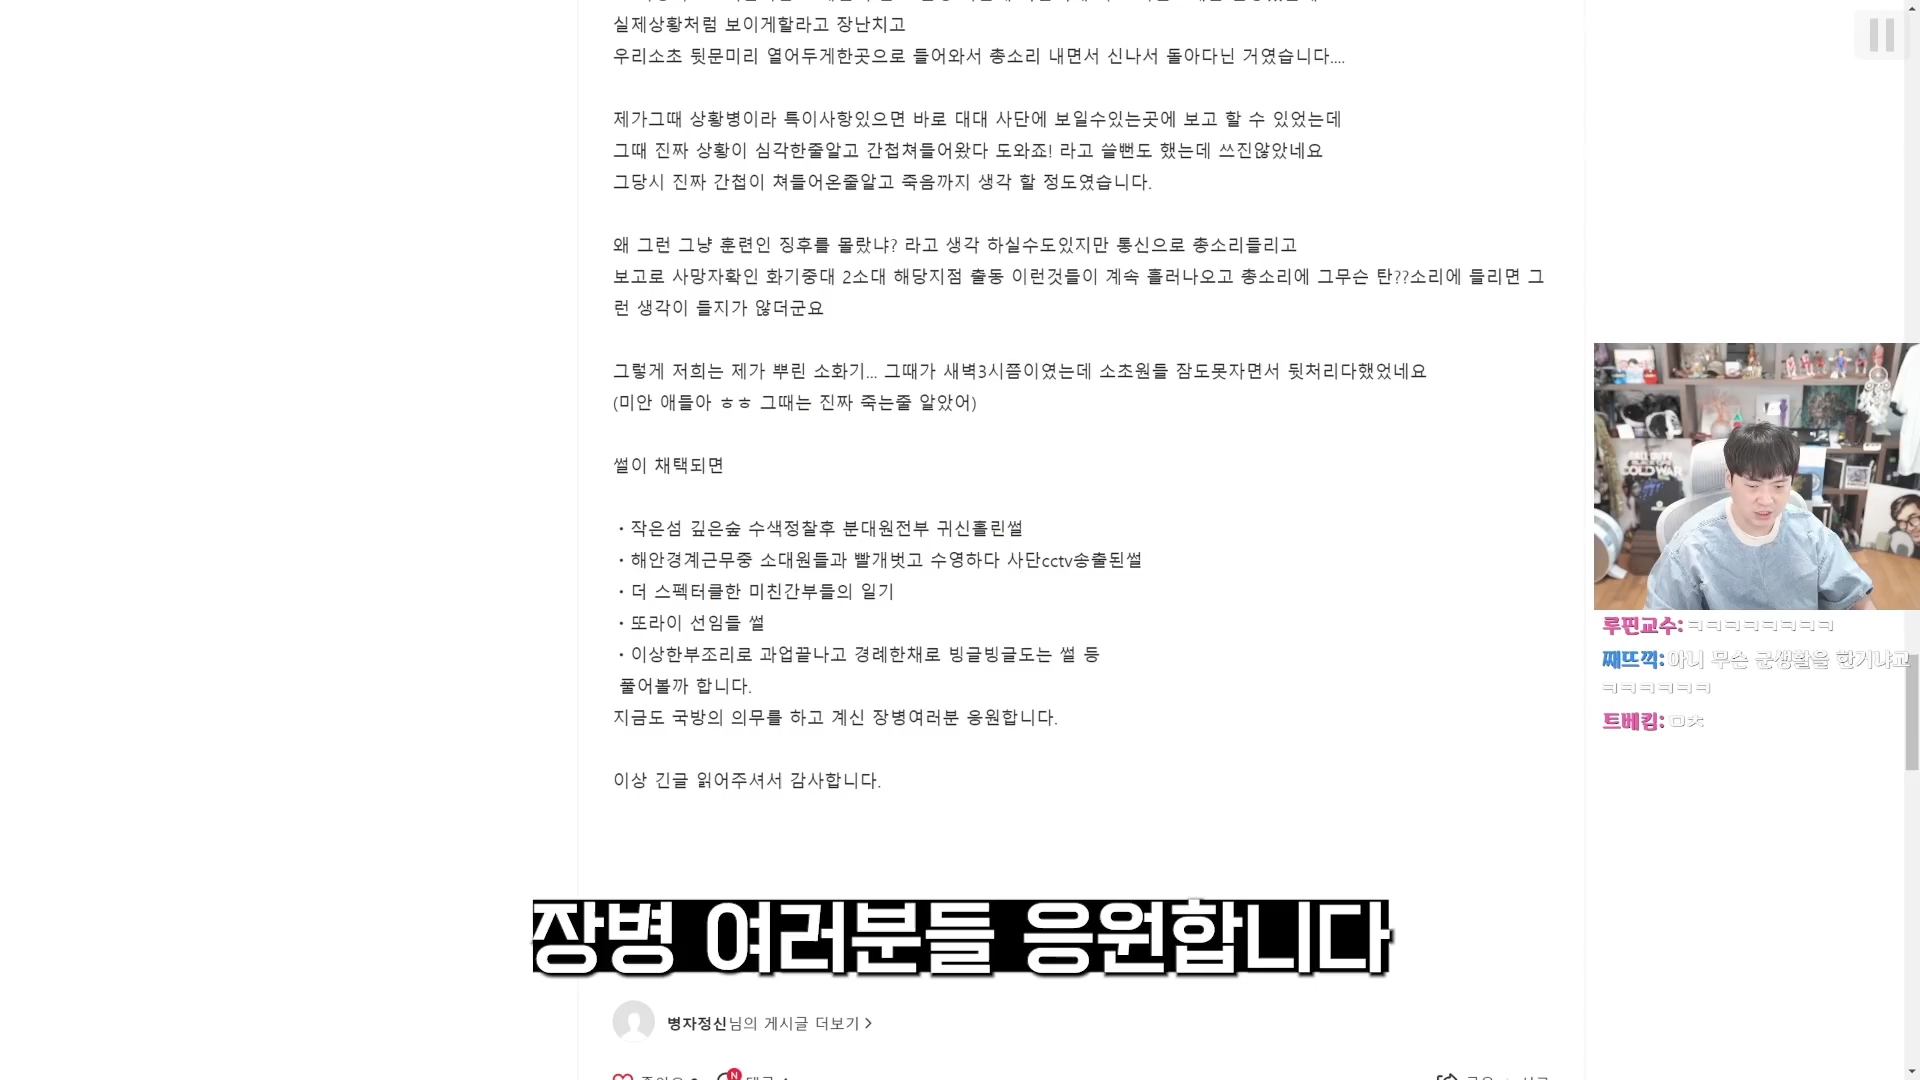 실제상황처럼 보이게할라고 장난치고
우리소초 뒷문미리 열어두게한곳으로 들어와서 총소리 내면서 신나서 돌아다닌 거였습니다....
제가그때 상황병이라 특이사항있으면 바로 대대 사단에 보일수있는곳에 보고 할 수 있었는데
그때 진짜 상황이 심각한줄알고 간첩쳐들어왔다 도와죠! 라고 쓸뻔도 했는데 쓰진않았네요
그당시 진짜 간첩이 쳐들어온줄알고 죽음까지 생각 할 정도였습니다.
왜 그런 그냥 훈련인 징후를 몰랐냐? 라고 생각 하실수도있지만 통신으로 총소리들리고
보고로 사망자확인 화기중대 2소대 해당지점 출동 이런것들이 계속 흘러나오고 총소리에 그무슨 탄??소리에 들리면 그
런 생각이 들지가 않더군요
그렇게 저희는 제가 뿌린 소화기... 그때가 새벽3시쯤이였는데 소초원들 잠도못자면서 뒷처리다했었네요
(미안 애들아 ㅎㅎ 그때는 진짜 죽는줄 알았어)
썰이 채택되면
・작은섬 깊은숲 수색정찰후 분대원전부 귀신홀린썰
・해안경계근무중 소대원들과 빨개벗고 수영하다 사단cctv송출된썰
・더 스펙터클한 미친간부들의 일기
・또라이 선임들 썰
・이상한부조리로 과업끝나고 경례한채로 빙글빙글도는 썰 등
풀어볼까 합니다.
지금도 국방의 의무를 하고 계신 장병여러분 응원합니다.
이상 긴글 읽어주셔서 감사합니다.
CALL OF DUTY
COLD WAR
루핀교수: ㅋㅋㅋㅋㅋㅋㅋㅋ
째뜨끽: 아니 무슨 군생활을 한거냐고
ㅋㅋㅋㅋㅋㅋ
트베킴: ㅁㅊ
장병 여러분들 응원합니다
병자정신님의 게시글 더보기 >
N